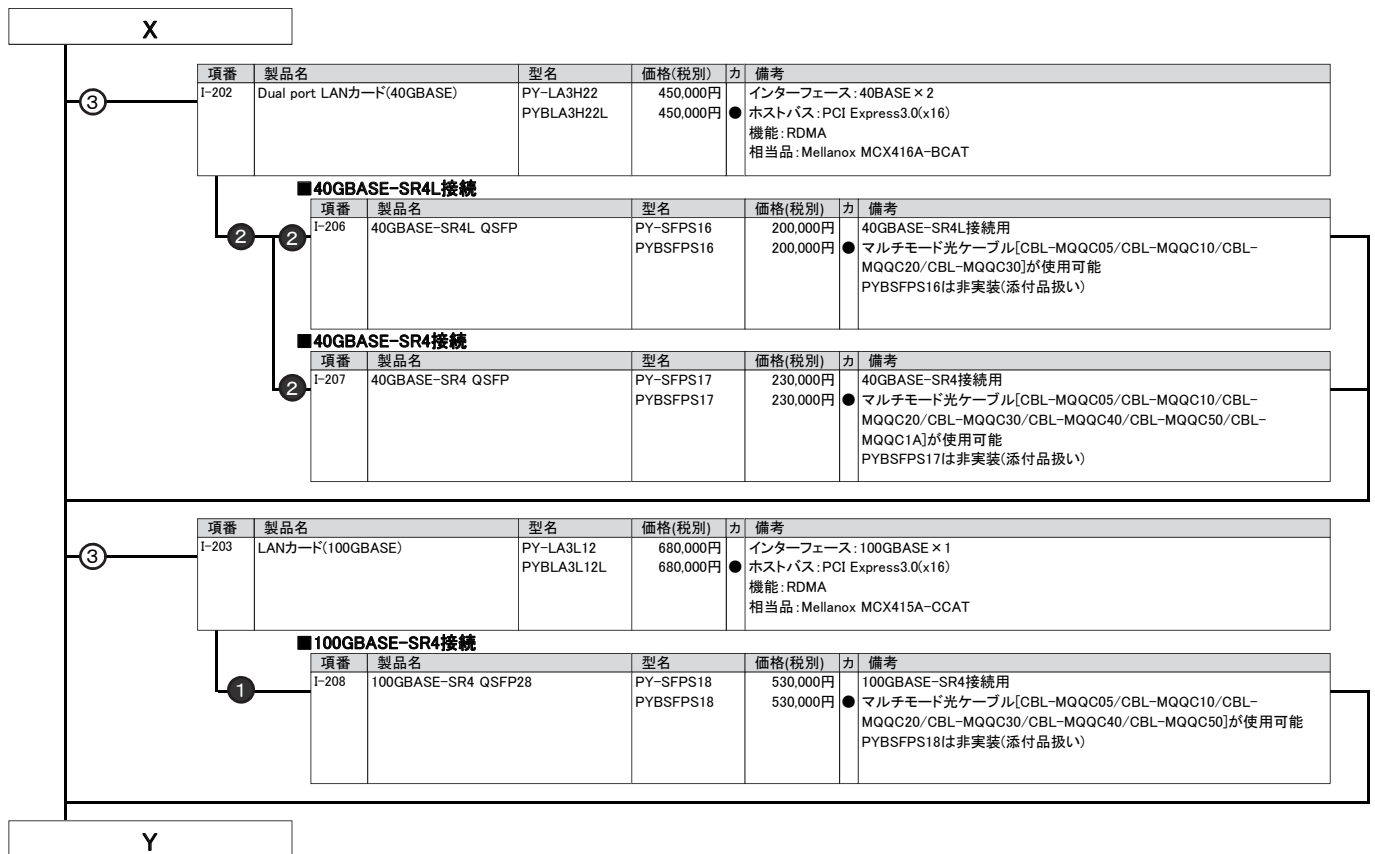 X
項番 製品名 型名 価格(税別) カ 備考
③ I-202 Dual port LANカード(40GBASE) PY-LA3H22 450,000円 インターフェース:40BASE×2
PYBLA3H22L 450,000円 ● ホストバス:PCI Express3.0(x16)
機能:RDMA
相当品:Mellanox MCX416A-BCAT
■40GBASE-SR4L接続
項番 製品名 型名 価格(税別) カ 備考
❷ ❷ I-206 40GBASE-SR4L QSFP PY-SFPS16 200,000円 40GBASE-SR4L接続用
PYBSFPS16 200,000円 ● マルチモード光ケーブル[CBL-MQQC05/CBL-MQQC10/CBL-
MQQC20/CBL-MQQC30]が使用可能
PYBSFPS16は非実装(添付品扱い)
■40GBASE-SR4接続
項番 製品名 型名 価格(税別) カ 備考
❷ I-207 40GBASE-SR4 QSFP PY-SFPS17 230,000円 40GBASE-SR4接続用
PYBSFPS17 230,000円 ● マルチモード光ケーブル[CBL-MQQC05/CBL-MQQC10/CBL-
MQQC20/CBL-MQQC30/CBL-MQQC40/CBL-MQQC50/CBL-
MQQC1A]が使用可能
PYBSFPS17は非実装(添付品扱い)
項番 製品名 型名 価格(税別) カ 備考
③ I-203 LANカード(100GBASE) PY-LA3L12 680,000円 インターフェース:100GBASE×1
PYBLA3L12L 680,000円 ● ホストバス:PCI Express3.0(x16)
機能:RDMA
相当品:Mellanox MCX415A-CCAT
■100GBASE-SR4接続
項番 製品名 型名 価格(税別) カ 備考
❶ I-208 100GBASE-SR4 QSFP28 PY-SFPS18 530,000円 100GBASE-SR4接続用
PYBSFPS18 530,000円 ● マルチモード光ケーブル[CBL-MQQC05/CBL-MQQC10/CBL-
MQQC20/CBL-MQQC30/CBL-MQQC40/CBL-MQQC50]が使用可能
PYBSFPS18は非実装(添付品扱い)
Y